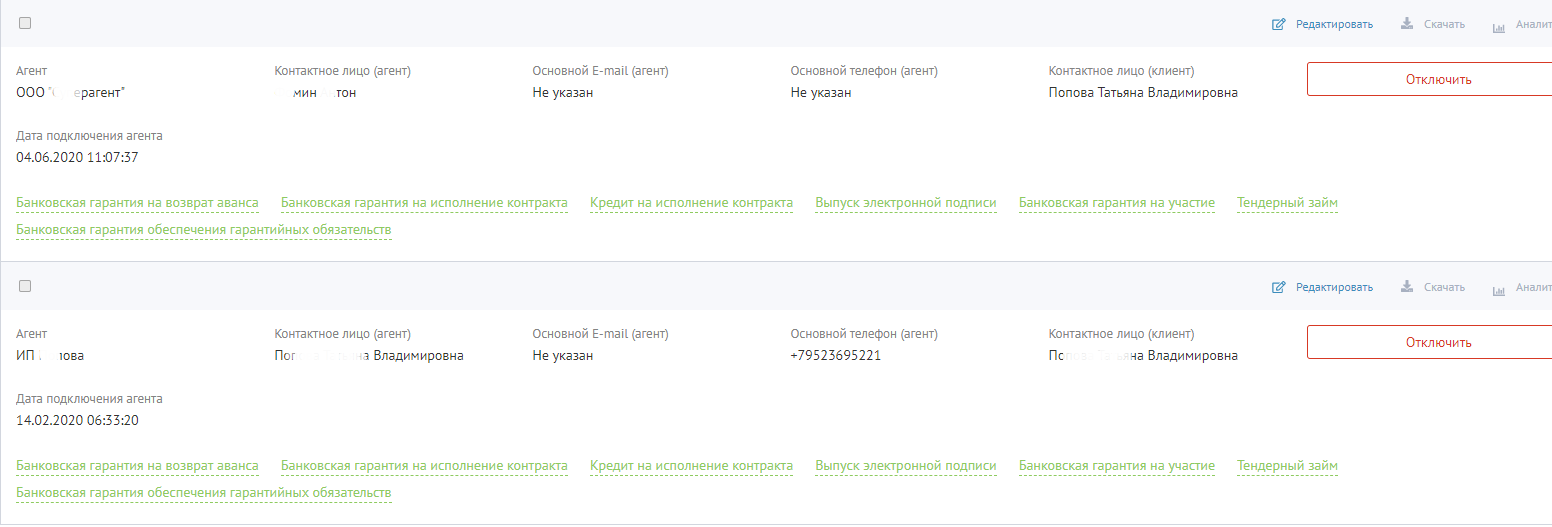 Редактировать Скачать
Агент Контактное лицо (агент) Основной E-mail (агент) Основной телефон (агент) Контактное лицо (клиент) Отключить
ООО Не указан Не указан Попова Татьяна Владимировна
Дата подключения агента
04.06.2020 11:07:37
Банковская гарантия на возврат аванса Банковская гарантия на исполнение контракта Кредит на исполнение контракта Выпуск электронной подписи Банковская гарантия на участие Тендерный займ
Банковская гарантия обеспечения гарантийных обязательств
Редактировать Скачать
Агент Контактное лицо (агент) Основной E-mail (агент) Основной телефон (агент) Контактное лицо (клиент) Отключить
ИП Владимировна Не указан +79523695221 Владимировна
Дата подключения агента
14.02.2020 06:33:20
Банковская гарантия на возврат аванса Банковская гарантия на исполнение контракта Кредит на исполнение контракта Выпуск электронной подписи Банковская гарантия на участие Тендерный займ
Банковская гарантия обеспечения гарантийных обязательств